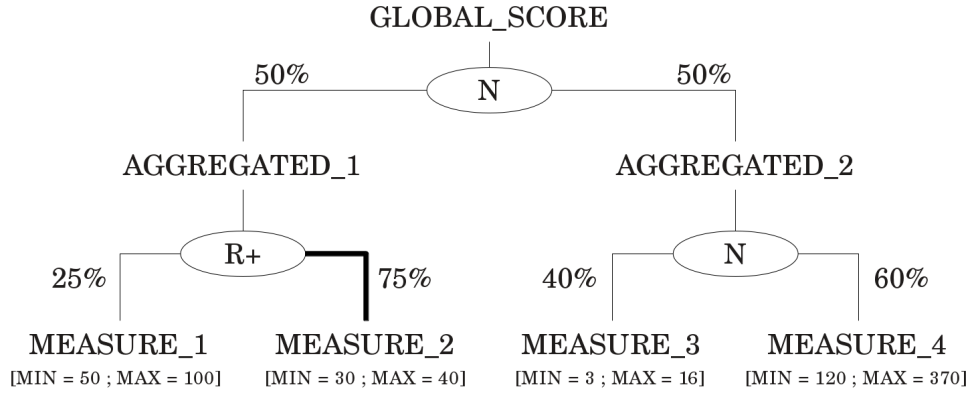 GLOBAL_SCORE
50%
N
50%
AGGREGATED_1
AGGREGATED_2
R+
N
25%
75%
40%
60%
MEASURE_1
MEASURE_2
MEASURE_3
MEASURE_4
[MIN = 50 ; MAX = 100]
[MIN = 30 ; MAX = 40]
[MIN = 3 ; MAX = 16]
[MIN = 120 ; MAX = 370]